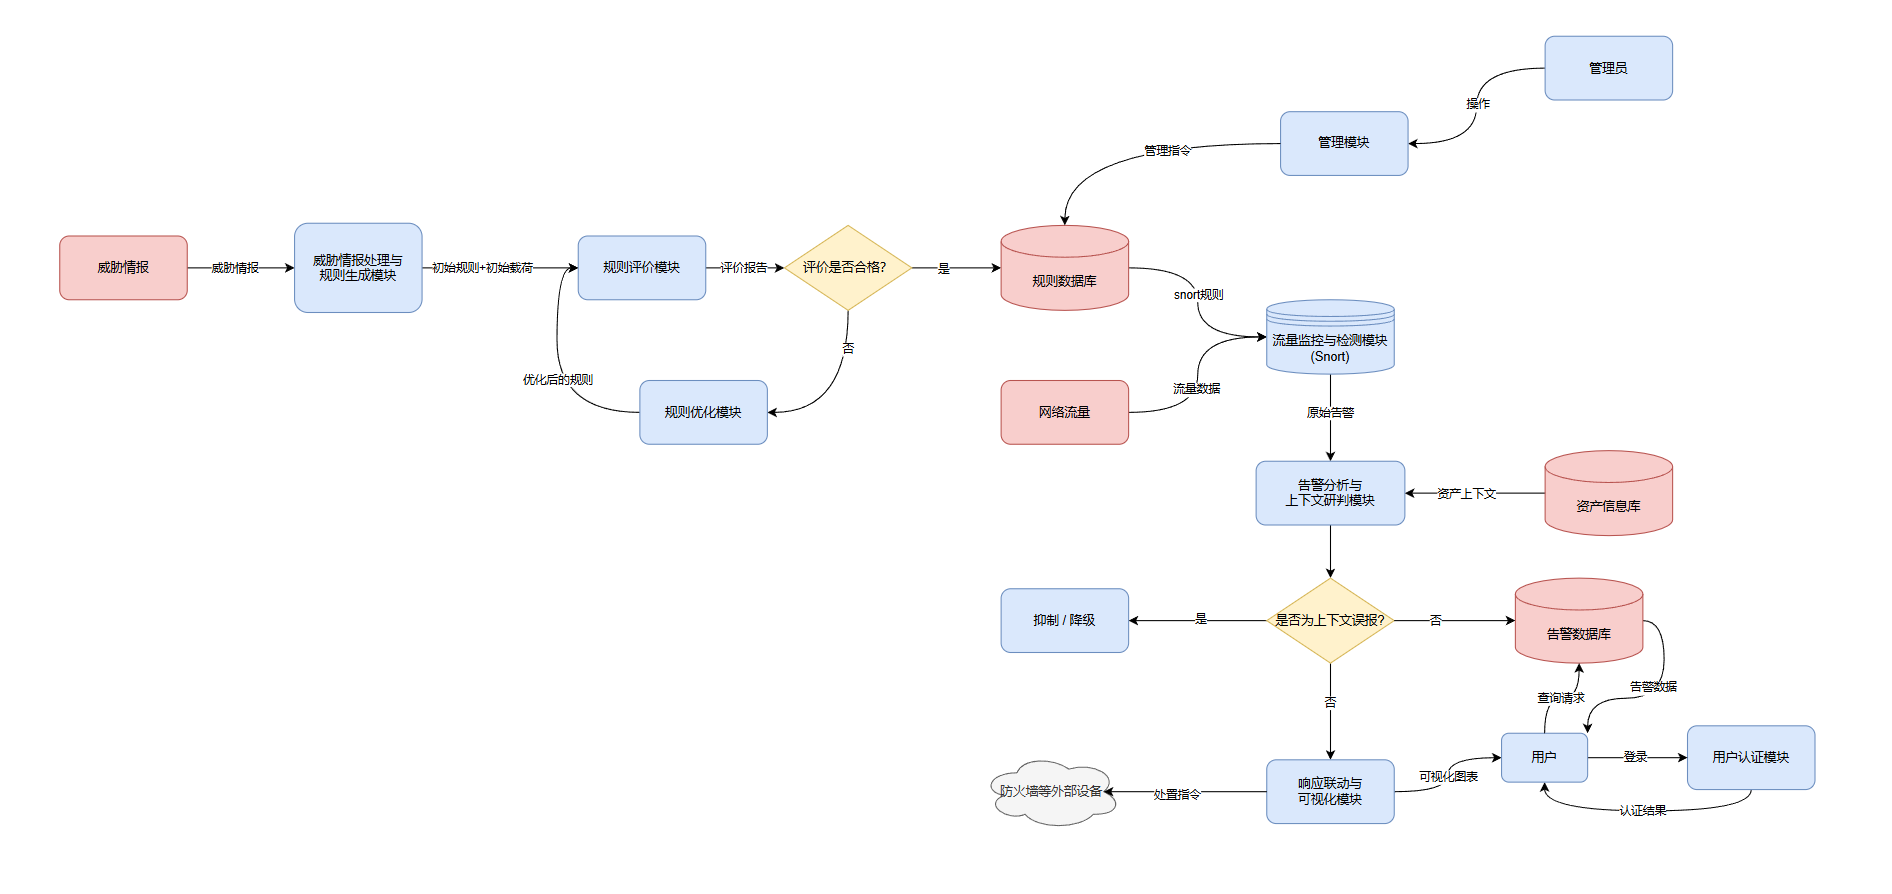 管理员
操作
管理模块
管理指令
威胁情报
威胁情报
威胁情报处理与
规则生成模块
初始规则+初始载荷
规则评价模块
评价报告
评价是否合格?
是
规则数据库
snort规则
否
优化后的规则
规则优化模块
网络流量
流量数据
流量监控与检测模块
(Snort)
原始告警
告警分析与
上下文研判模块
资产上下文
资产信息库
抑制 / 降级
是
是否为上下文误报?
否
告警数据库
否
查询请求
告警数据
防火墙等外部设备
处置指令
响应联动与
可视化模块
可视化图表
用户
登录
用户认证模块
认证结果